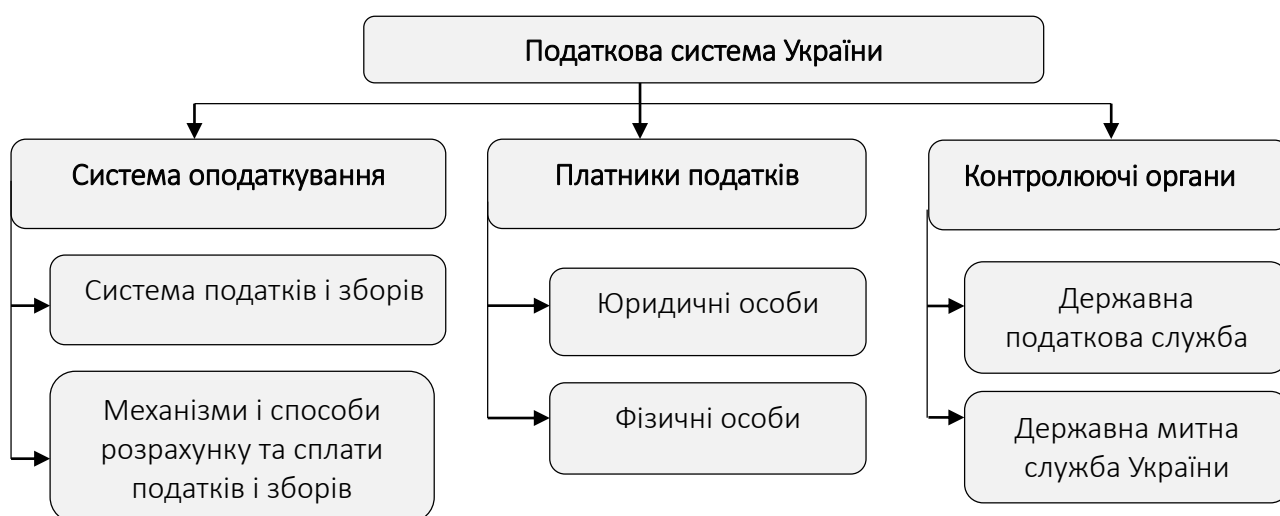 Податкова система України
Система оподаткування
Платники податків
Контролюючі органи
Система податків і зборів
Механізми і способи
розрахунку та сплати
податків і зборів
Юридичні особи
Фізичні особи
Державна
податкова служба
Державна митна
служба України